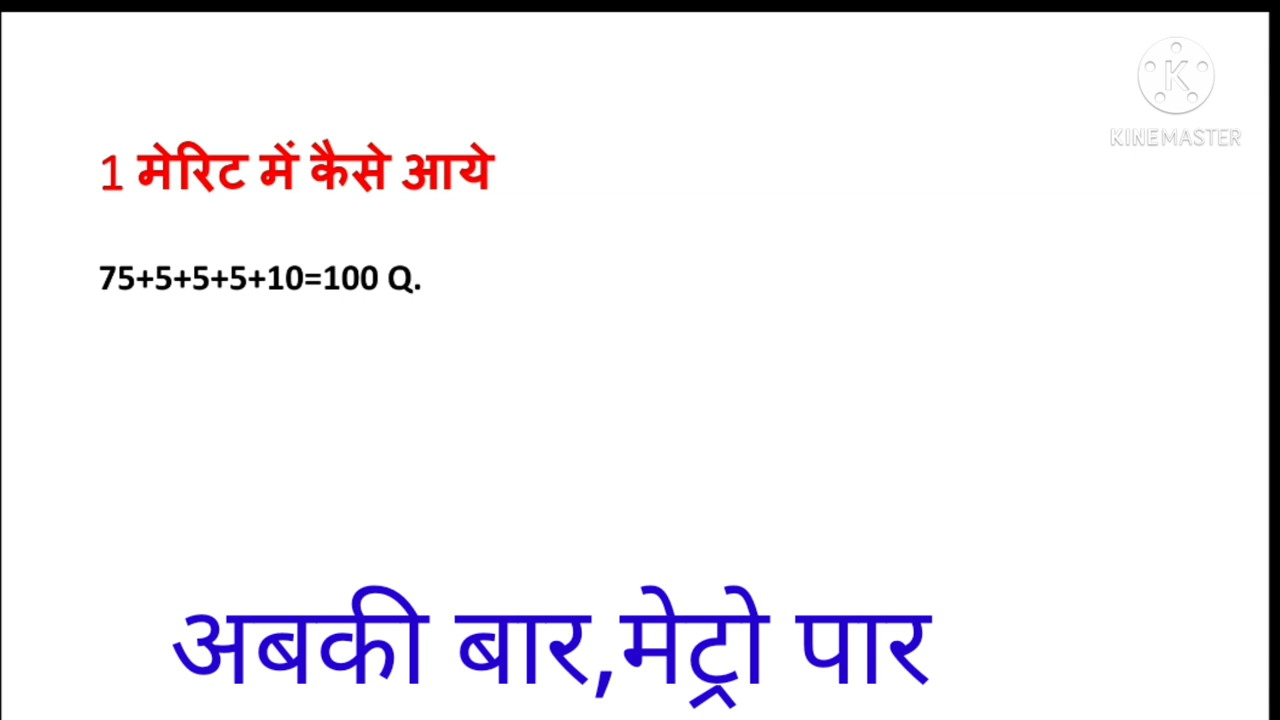 K
KINEMASTER
1 मेरिट में कैसे आये
75+5+5+5+10=100 Q.
अबकी बार,मेट्रो पार